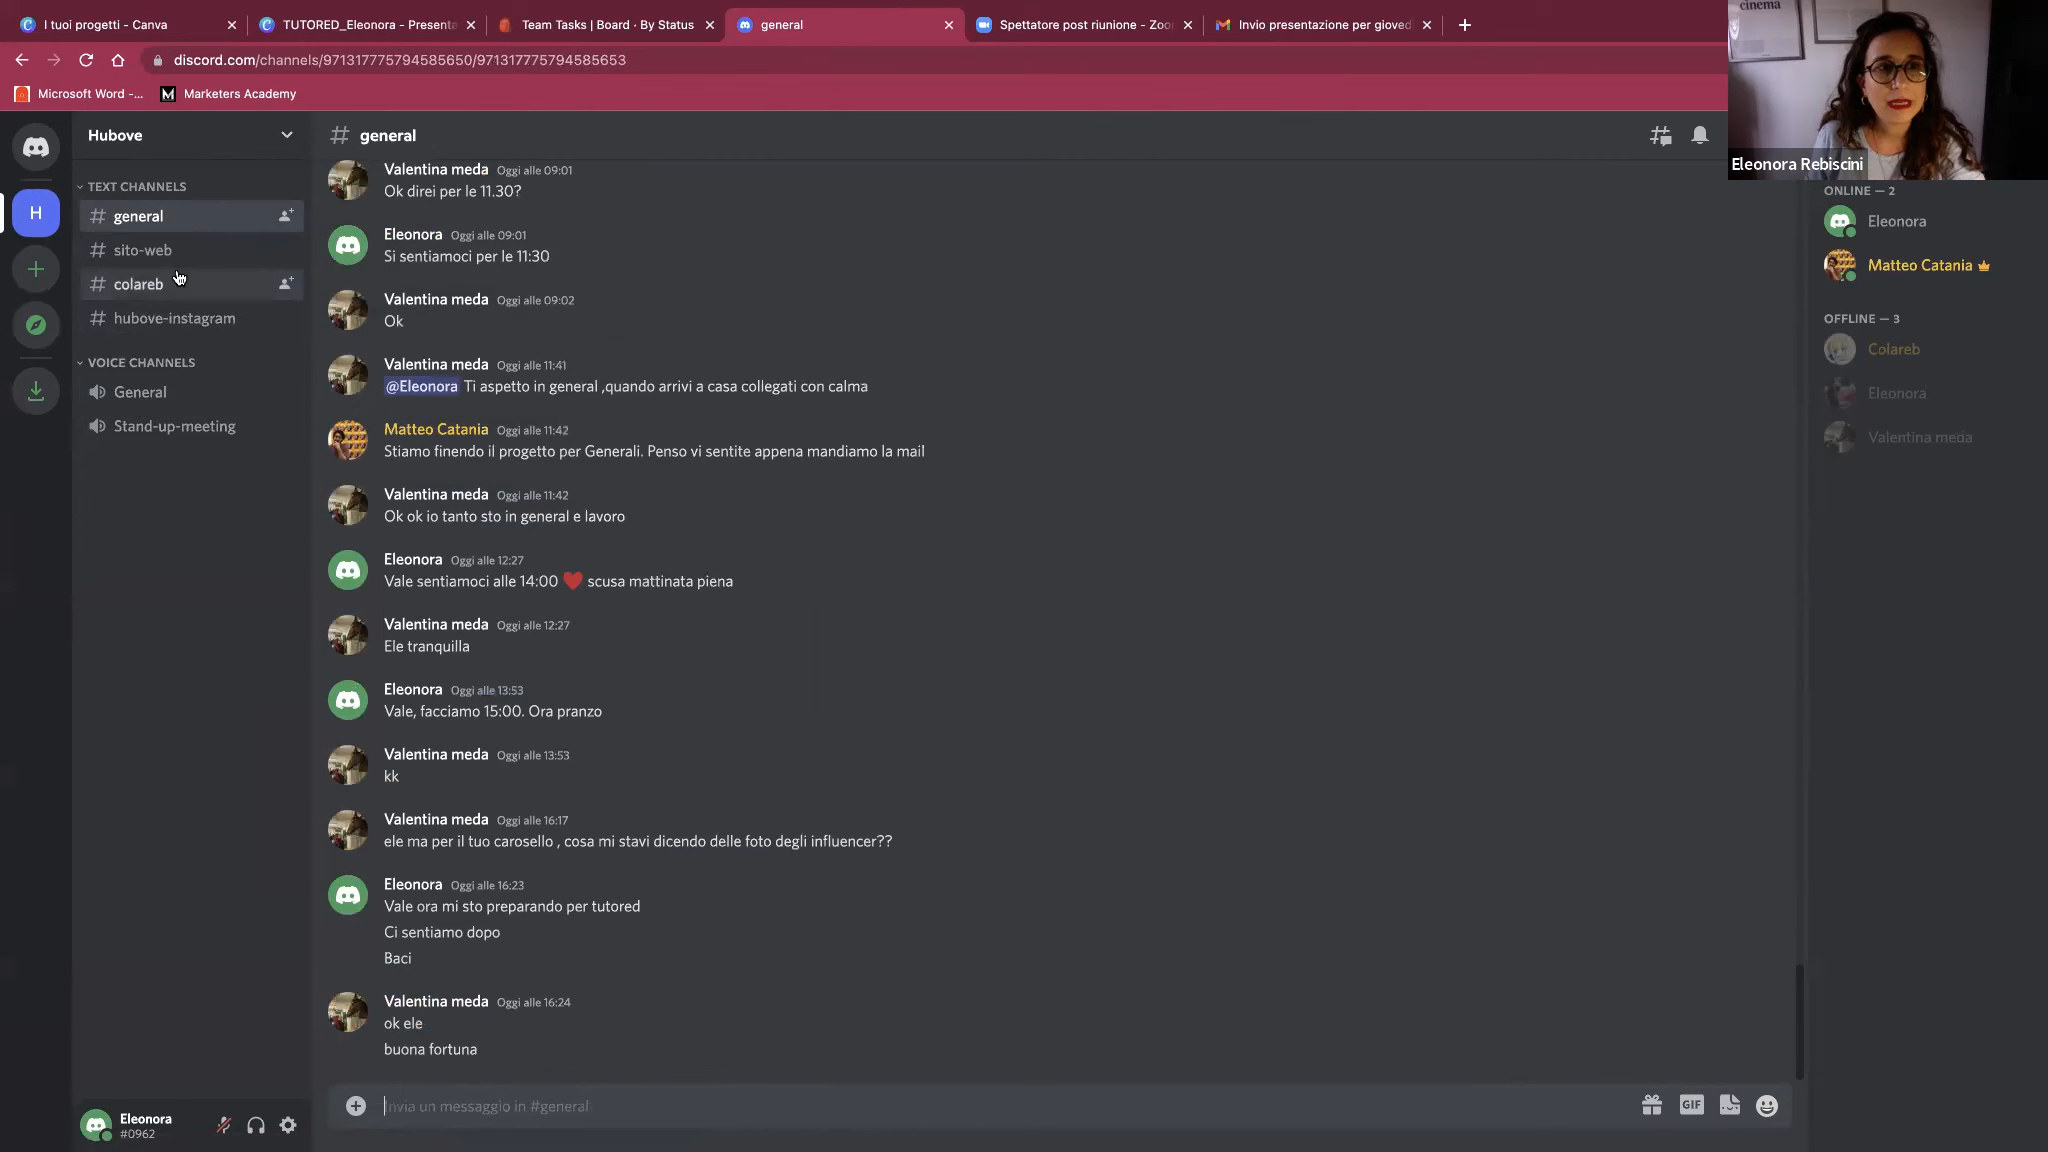 I tuoi progetti - Canva
TUTORED_Eleonora - Presenta
Team Tasks | Board · By Status
general
Spettatore post riunione - Zoo
Invio presentazione per gioved
discord.com/channels/971317775794585650/971317775794585653
Microsoft Word -...
Marketers Academy
cinema
Eleonora Rebiscini
Hubove
general
TEXT CHANNELS
general
sito-web
colareb
hubove-instagram
VOICE CHANNELS
General
Stand-up-meeting
H
Valentina meda Oggi alle 09:01
Ok direi per le 11.30?
Eleonora Oggi alle 09:01
Si sentiamoci per le 11:30
Valentina meda Oggi alle 09:02
Ok
Valentina meda Oggi alle 11:41
@Eleonora Ti aspetto in general ,quando arrivi a casa collegati con calma
Matteo Catania Oggi alle 11:42
Stiamo finendo il progetto per Generali. Penso vi sentite appena mandiamo la mail
Valentina meda Oggi alle 11:42
Ok ok io tanto sto in general e lavoro
Eleonora Oggi alle 12:27
Vale sentiamoci alle 14:00 ❤️ scusa mattinata piena
Valentina meda Oggi alle 12:27
Ele tranquilla
Eleonora Oggi alle 13:53
Vale, facciamo 15:00. Ora pranzo
Valentina meda Oggi alle 13:53
kk
Valentina meda Oggi alle 16:17
ele ma per il tuo carosello , cosa mi stavi dicendo delle foto degli influencer??
Eleonora Oggi alle 16:23
Vale ora mi sto preparando per tutored
Ci sentiamo dopo
Baci
Valentina meda Oggi alle 16:24
ok ele
buona fortuna
Invia un messaggio in #general
GIF
Eleonora
#0962
ONLINE — 2
Eleonora
Matteo Catania
OFFLINE — 3
Colareb
Eleonora
Valentina meda